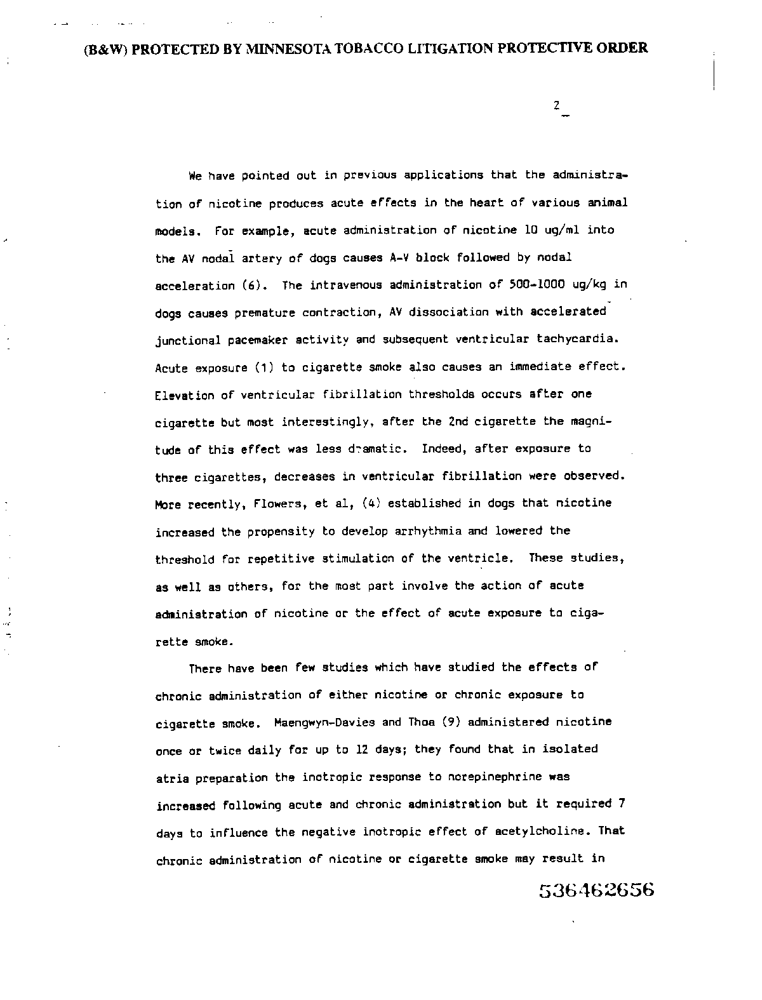 (B&W) PROTECTED BY MINNESOTA TOBACCO LITIGATION PROTECTIVE ORDER
2
We have pointed out in previous applications that the administra-
tion of nicotine produces acute effects in the heart of various animal
models. For example, acute administration of nicotine 10 ug/ml into
the AV nodal artery of dogs causes A-V block followed by nodal
acceleration (6). The intravenous administration of 500-1000 ug/kg in
dogs causes premature contraction, AV dissociation with accelerated
junctional pacemaker activity and subsequent ventricular tachycardia.
Acute exposure (1) to cigarette smoke also causes an immediate effect.
Elevation of ventricular fibrillation thresholds occurs after one
cigarette but most interestingly, after the 2nd cigarette the magni-
tude of this effect was less dramatic. Indeed, after exposure to
three cigarettes, decreases in ventricular fibrillation were observed.
More recently, Flowers, et al, (4) established in dogs that nicotine
increased the propensity to develop arrhythmia and lowered the
threshold for repetitive stimulation of the ventricle. These studies,
as well as others, for the most part involve the action of acute
administration of nicotine or the effect of acute exposure to ciga-
rette smoke.
There have been few studies which have studied the effects of
chronic administration of either nicotine or chronic exposure to
cigarette smoke. Maengwyn-Davies and Thoa (9) administered nicotine
once or twice daily for up to 12 days; they found that in isolated
atria preparation the inotropic response to norepinephrine was
increased following acute and chronic administration but it required 7
days to influence the negative inotropic effect of acetylcholine. That
chronic administration of nicotine or cigarette smoke may result in
536462656